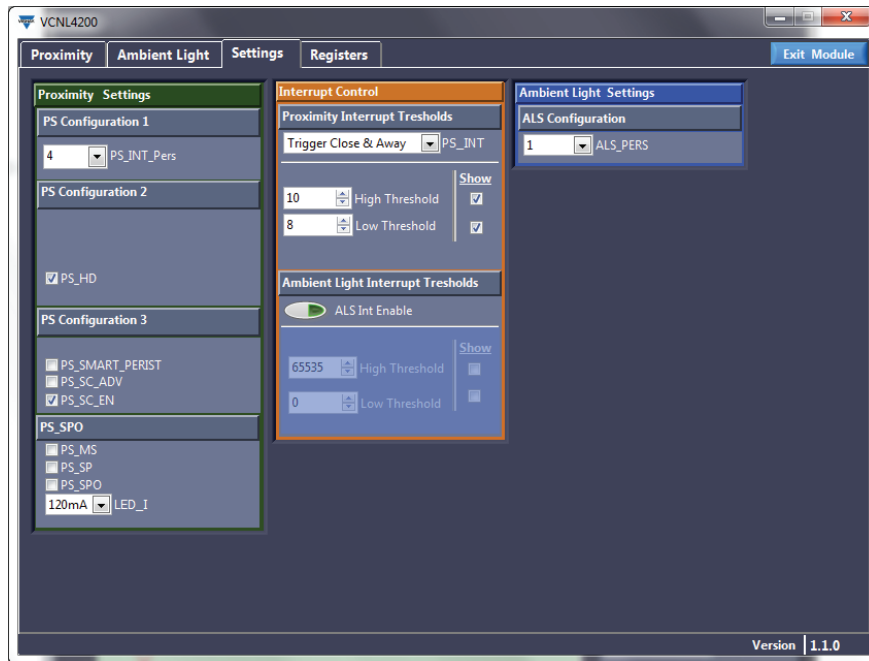 VCNL4200
Proximity Ambient Light Settings Registers Exit Module
Proximity Settings
PS Configuration 1
4 PS_INT_Pers
PS Configuration 2
PS_HD
PS Configuration 3
PS_SMART_PERIST
PS_SC_ADV
PS_SC_EN
PS_SPO
PS_MS
PS_SP
PS_SPO
120mA LED_I
Interrupt Control
Proximity Interrupt Tresholds
Trigger Close & Away PS_INT
Show
10 High Threshold
8 Low Threshold
Ambient Light Interrupt Tresholds
ALS Int Enable
Show
65535 High Threshold
0 Low Threshold
Ambient Light Settings
ALS Configuration
1 ALS_PERS
Version 1.1.0